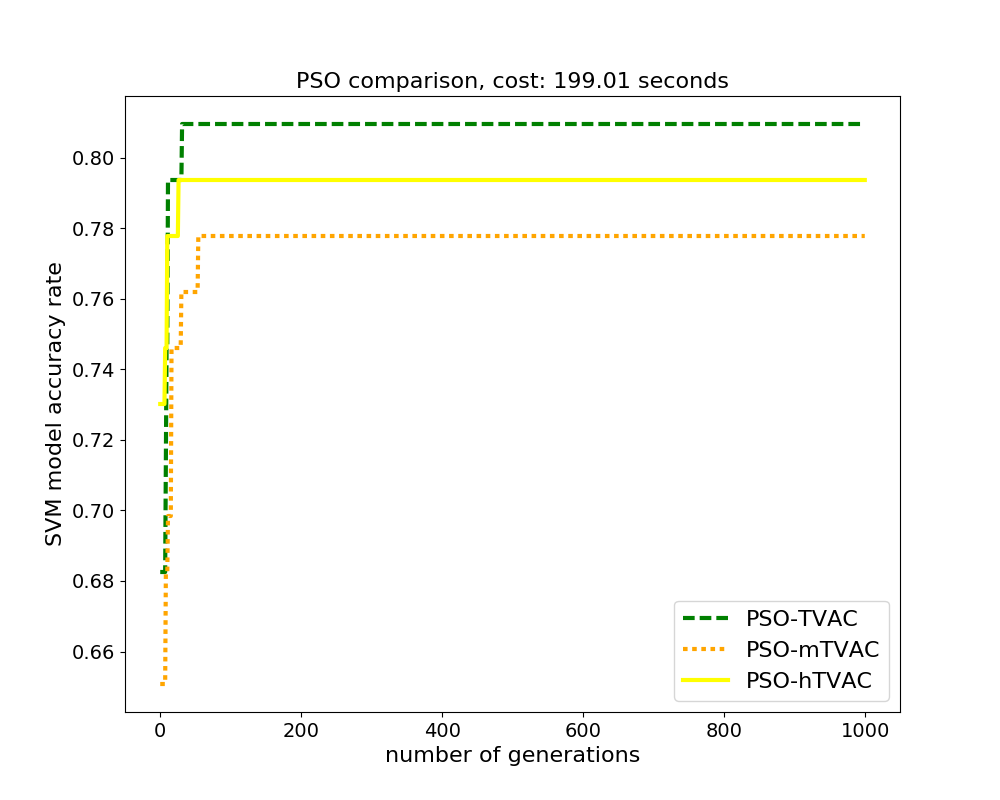 PSO comparison, cost: 199.01 seconds
SVM model accuracy rate
0.80
0.78
0.76
0.74
0.72
0.70
0.68
0.66
0 200 400 600 800 1000
number of generations
PSO-TVAC
PSO-mTVAC
PSO-hTVAC